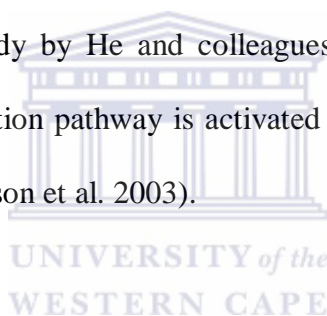 dy by He and colleagues
tion pathway is activated
son et al. 2003).
UNIVERSITY of the
WESTERN CAPE